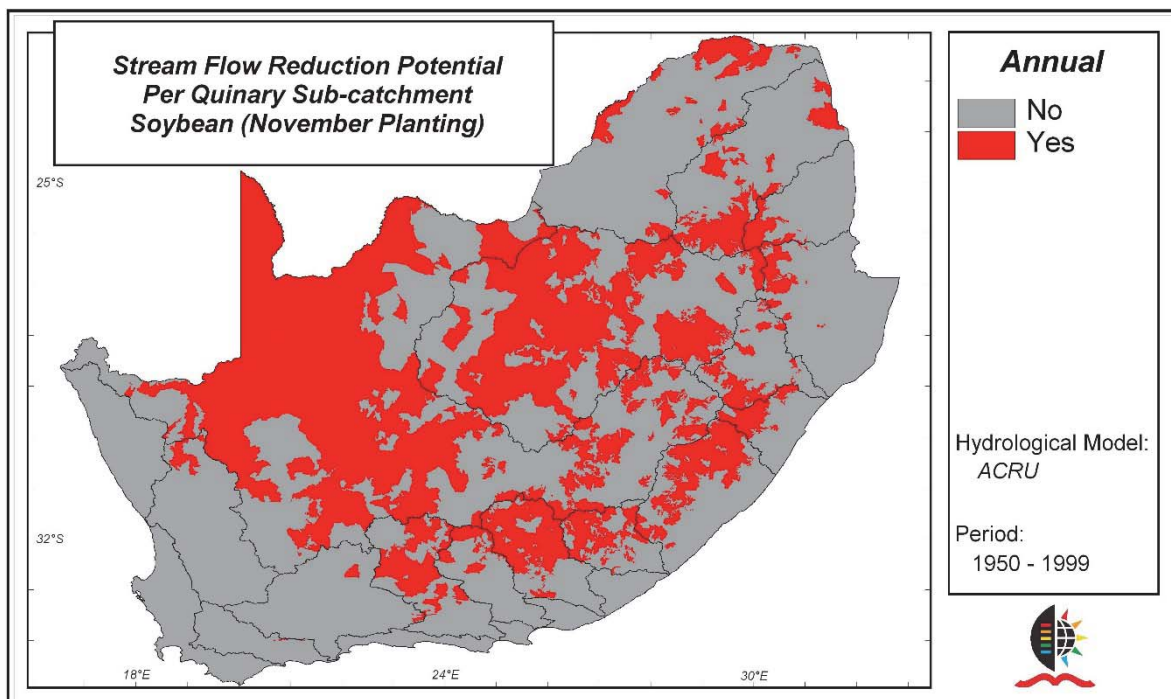 Stream Flow Reduction Potential
Per Quinary Sub-catchment
Soybean (November Planting)
Annual
No
Yes
25°S
32°S
18°E
24°E
30°E
Hydrological Model:
ACRU
Period:
1950 - 1999